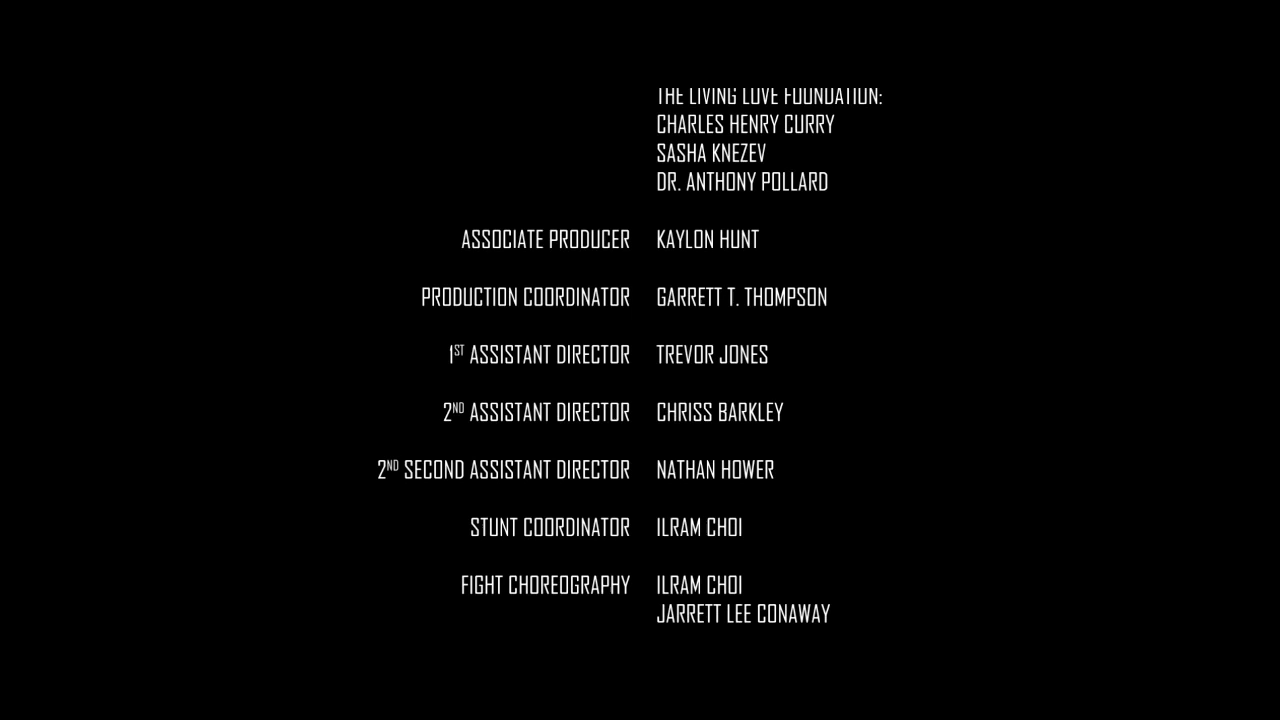 THE LIVING LOVE FOUNDATION:
CHARLES HENRY CURRY
SASHA KNEZEV
DR. ANTHONY POLLARD
ASSOCIATE PRODUCER KAYLON HUNT
PRODUCTION COORDINATOR GARRETT T. THOMPSON
1ST ASSISTANT DIRECTOR TREVOR JONES
2ND ASSISTANT DIRECTOR CHRISS BARKLEY
2ND SECOND ASSISTANT DIRECTOR NATHAN HOWER
STUNT COORDINATOR ILRAM CHOI
FIGHT CHOREOGRAPHY ILRAM CHOI
JARRETT LEE CONAWAY